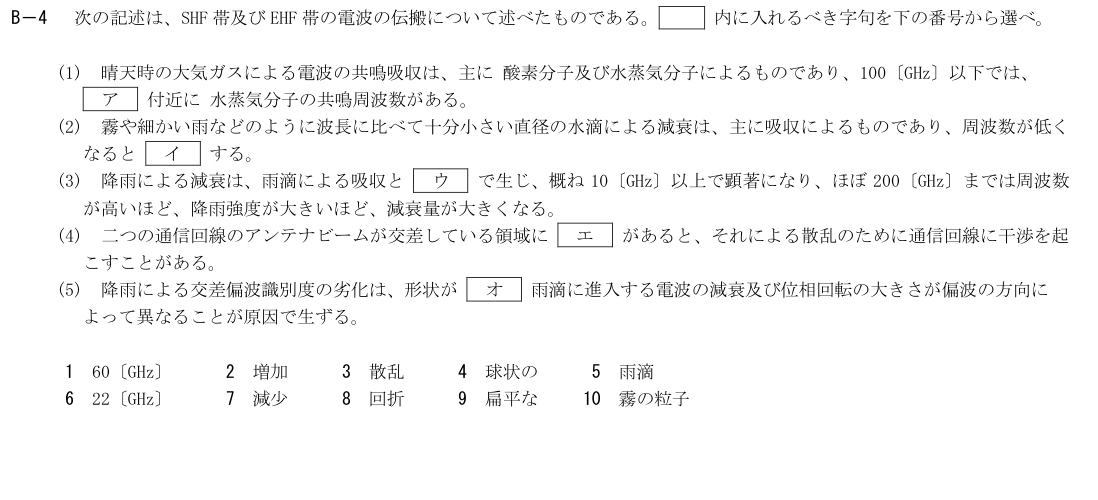 B－4 次の記述は、SHF 帯及び EHF 帯の電波の伝搬について述べたものである。 内に入れるべき字句を下の番号から選べ。
(1) 晴天時の大気ガスによる電波の共鳴吸収は、主に 酸素分子及び水蒸気分子によるものであり、100〔GHz〕以下では、
ア 付近に 水蒸気分子の共鳴周波数がある。
(2) 霧や細かい雨などのように波長に比べて十分小さい直径の水滴による減衰は、主に吸収によるものであり、周波数が低く
なると イ する。
(3) 降雨による減衰は、雨滴による吸収と ウ で生じ、概ね 10〔GHz〕以上で顕著になり、ほぼ 200〔GHz〕までは周波数
が高いほど、降雨強度が大きいほど、減衰量が大きくなる。
(4) 二つの通信回線のアンテナビームが交差している領域に エ があると、それによる散乱のために通信回線に干渉を起
こすことがある。
(5) 降雨による交差偏波識別度の劣化は、形状が オ 雨滴に進入する電波の減衰及び位相回転の大きさが偏波の方向に
よって異なることが原因で生ずる。
1 60〔GHz〕 2 増加 3 散乱 4 球状の 5 雨滴
6 22〔GHz〕 7 減少 8 回折 9 扁平な 10 霧の粒子